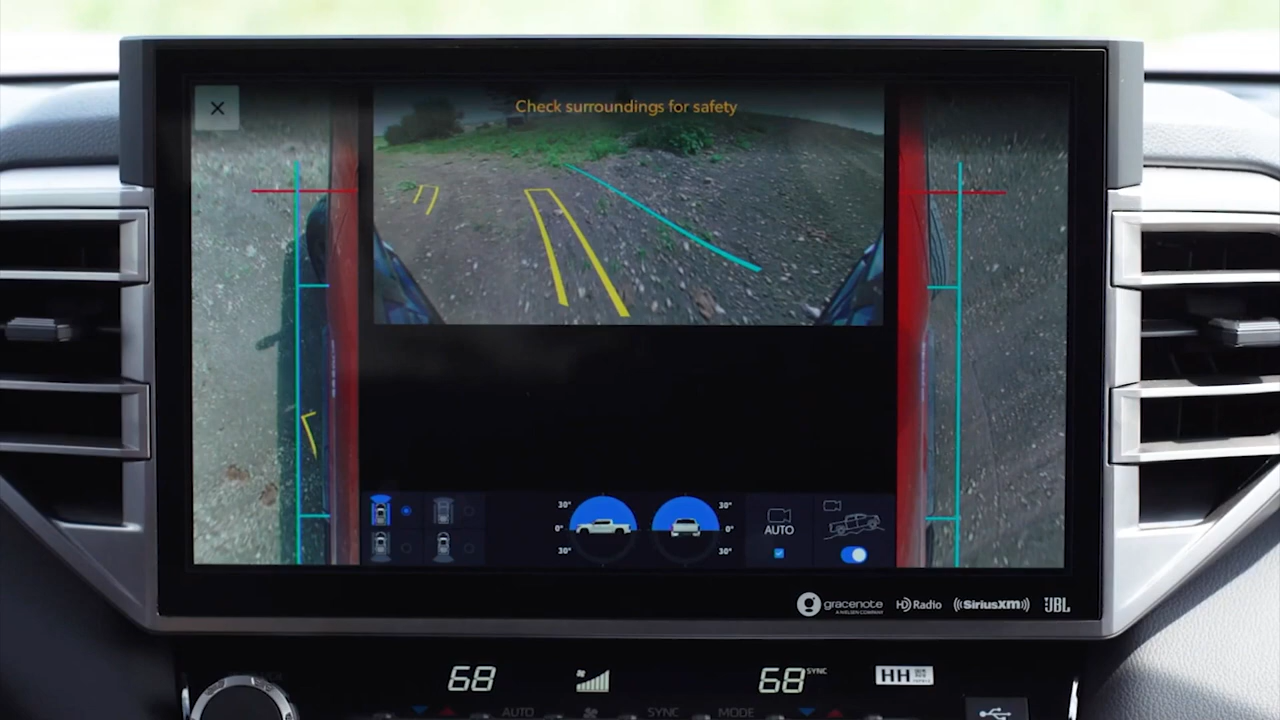 Check surroundings for safety
30° 30°
0° 0°
30° 30°
AUTO
gracenote
A NIELSEN COMPANY
HD Radio
((SiriusXM))
JBL
68
68 SYNC
HH
AUTO
SYNC
MODE